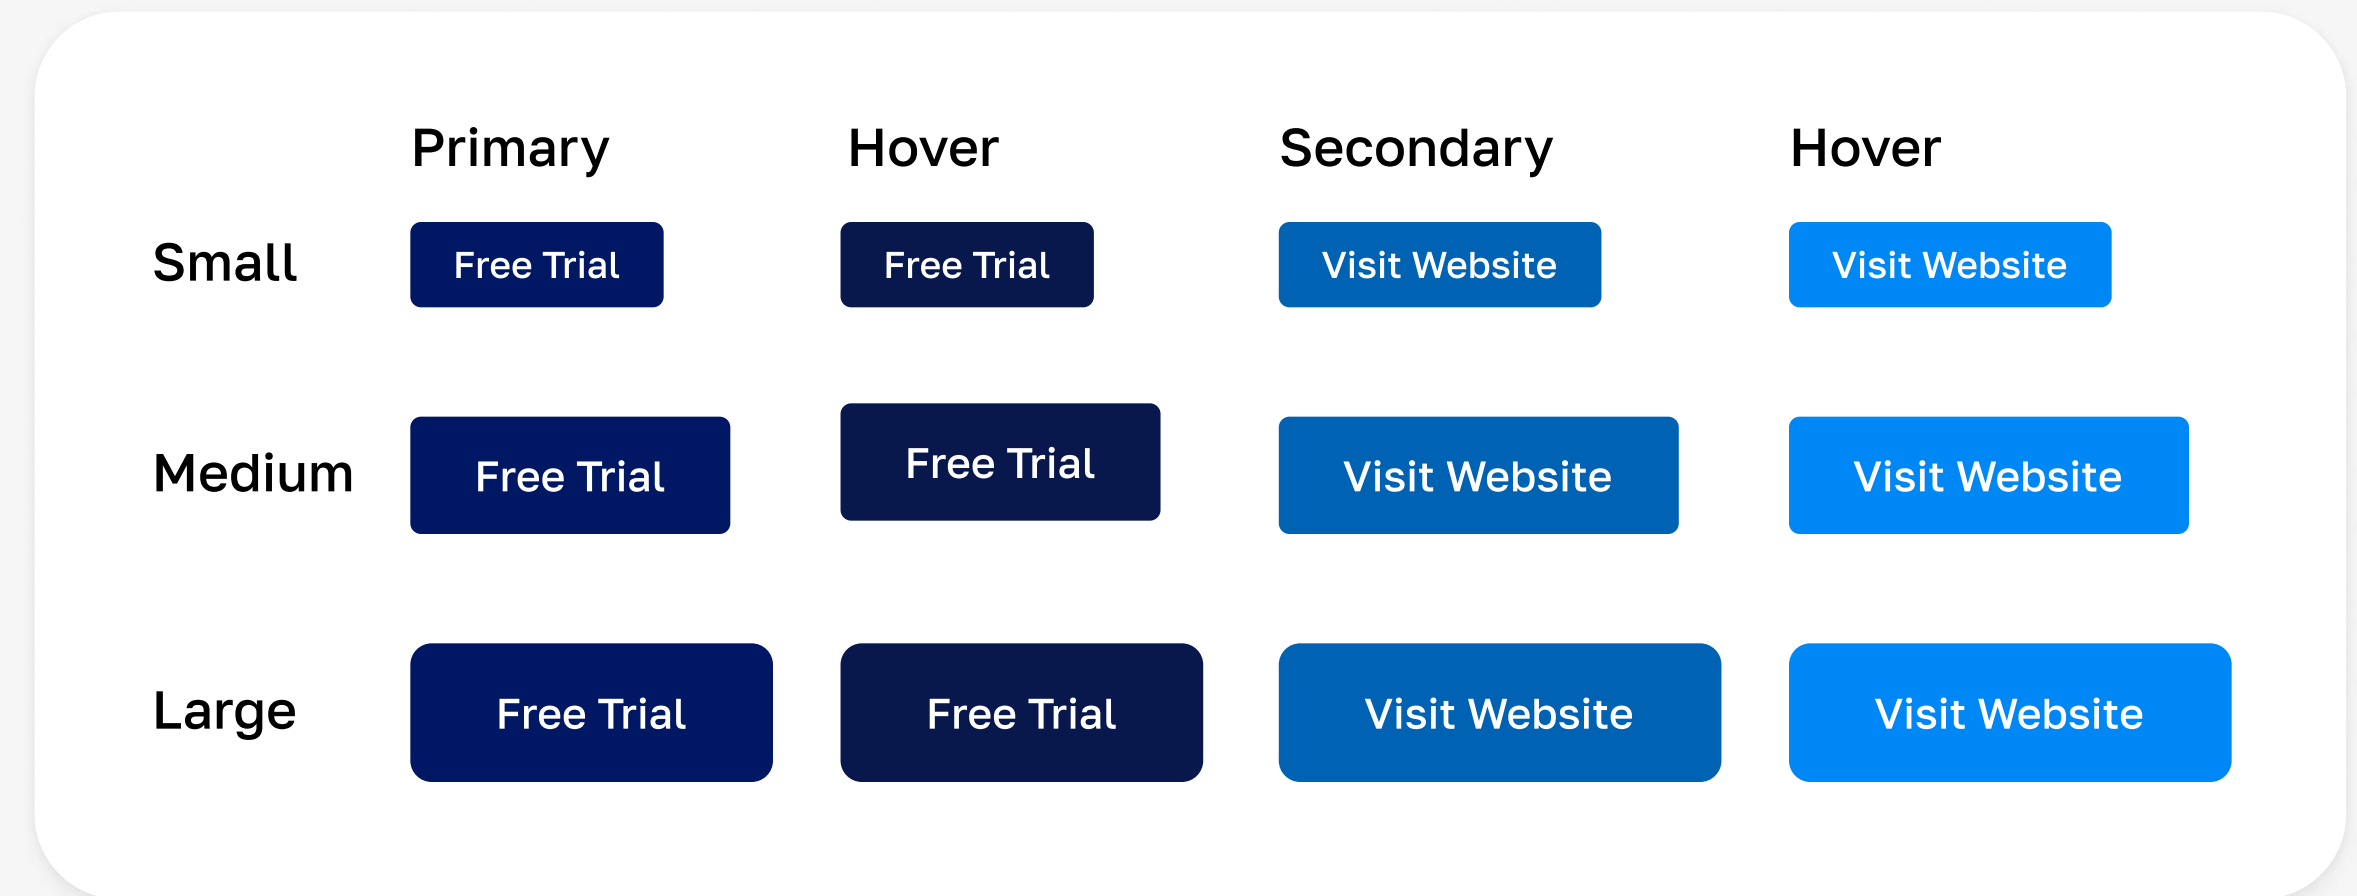 Primary Hover Secondary Hover
Small Free Trial Free Trial Visit Website Visit Website
Medium Free Trial Free Trial Visit Website Visit Website
Large Free Trial Free Trial Visit Website Visit Website